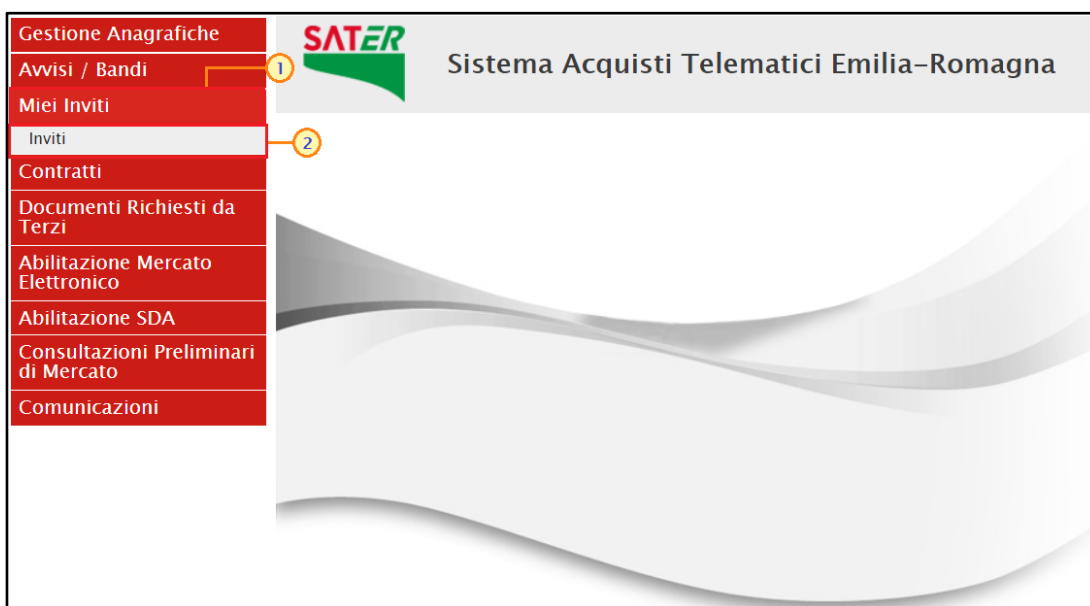 Gestione Anagrafiche
Avvisi / Bandi
Miei Inviti
Inviti
Contratti
Documenti Richiesti da
Terzi
Abilitazione Mercato
Elettronico
Abilitazione SDA
Consultazioni Preliminari
di Mercato
Comunicazioni
1
2
SATER
Sistema Acquisti Telematici Emilia-Romagna